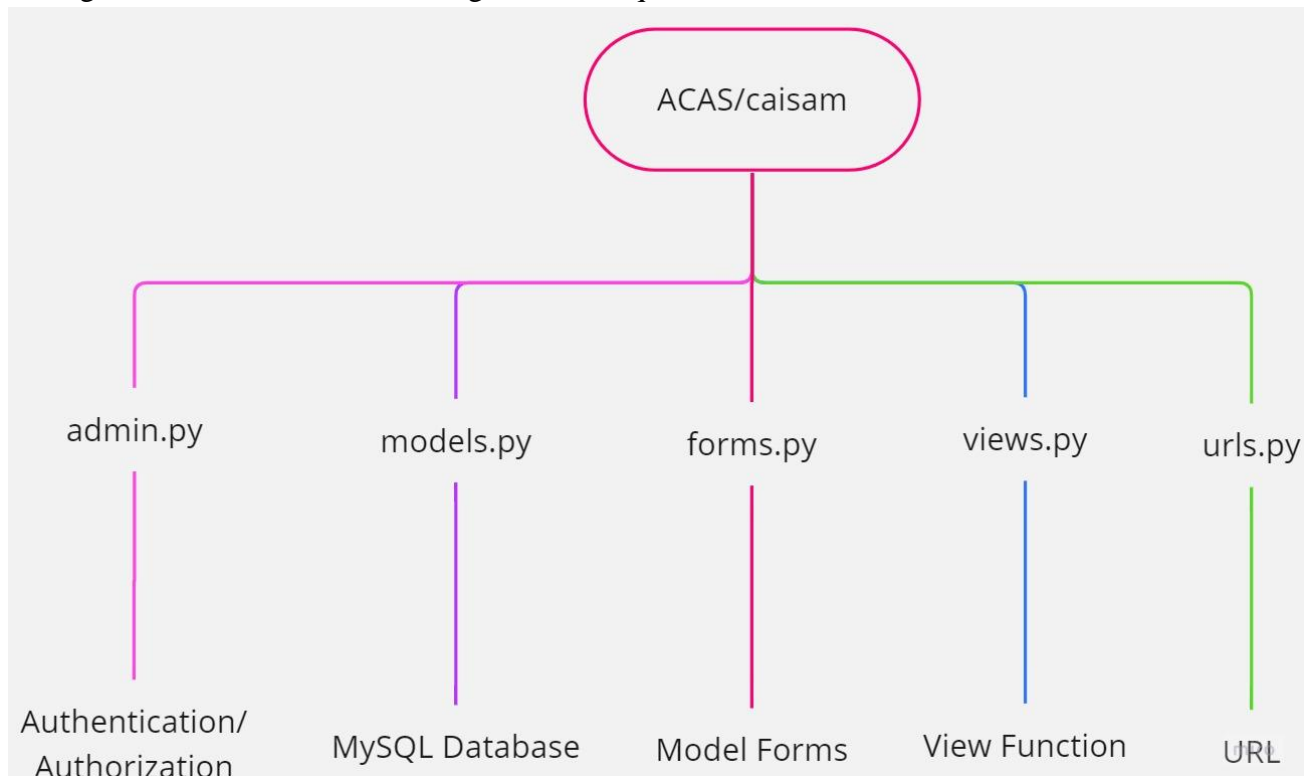 ACAS/caisam
admin.py
models.py
forms.py
views.py
urls.py
Authentication/
Authorization
MySQL Database
Model Forms
View Function
URL
miro